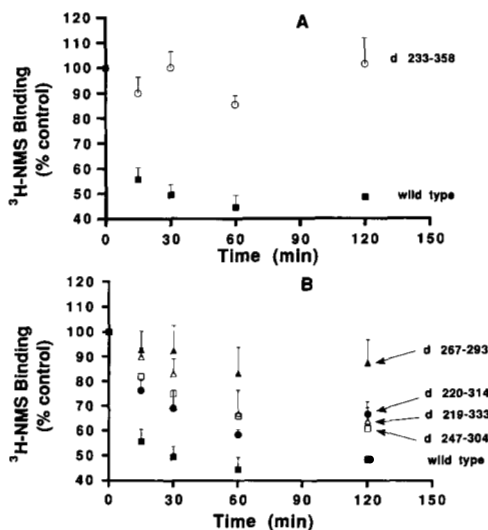 A
120
110
100
90
80
70
60
50
40
³H-NMS Binding
(% control)
d 233-358
wild type
0
30
60
90
120
150
Time (min)
B
120
110
100
90
80
70
60
50
40
³H-NMS Binding
(% control)
d 267-293
d 220-314
d 219-333
d 247-304
wild type
0
30
60
90
120
150
Time (min)